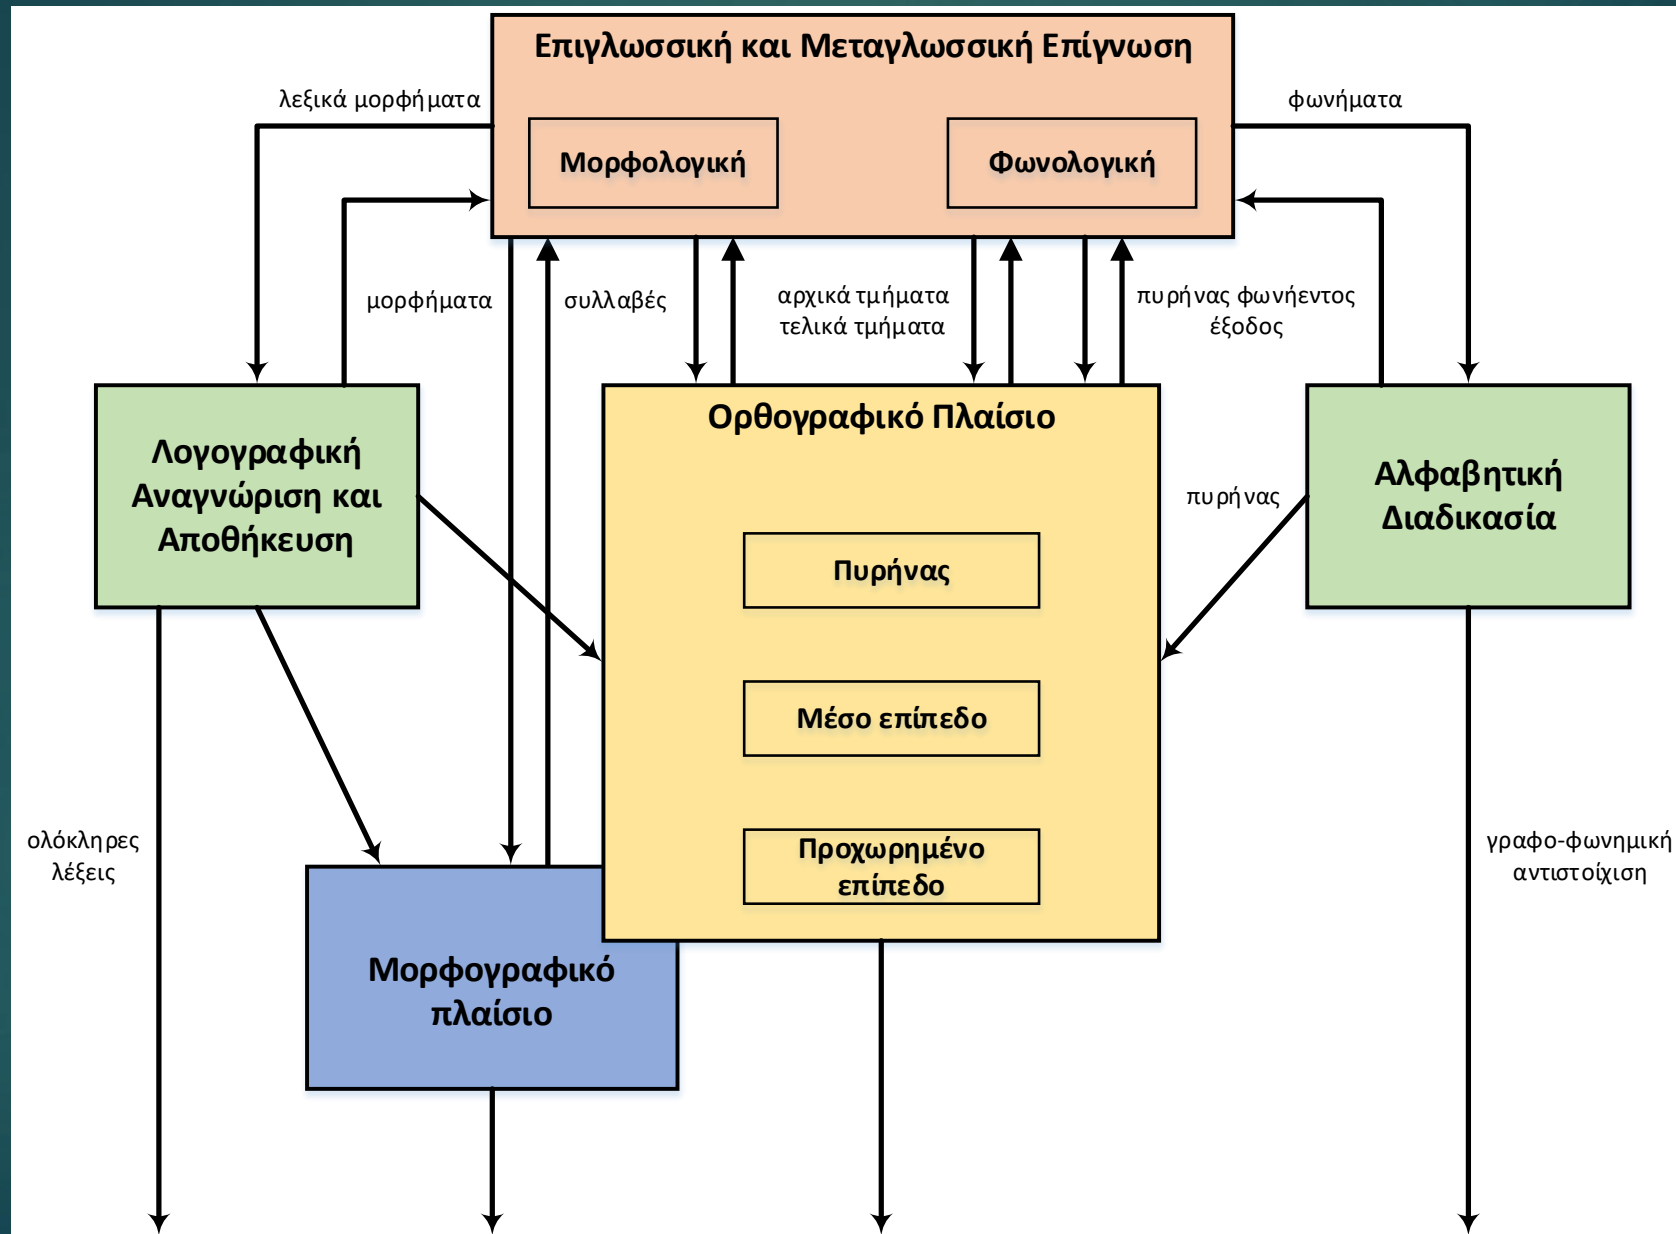 Επιγλωσσική και Μεταγλωσσική Επίγνωση
λεξικά μορφήματα
φωνήματα
Μορφολογική
Φωνολογική
μορφήματα
συλλαβές
αρχικά τμήματα
τελικά τμήματα
πυρήνας φωνήεντος
έξοδος
Λογογραφική
Αναγνώριση και
Αποθήκευση
Ορθογραφικό Πλαίσιο
πυρήνας
Αλφαβητική
Διαδικασία
Πυρήνας
Μέσο επίπεδο
Προχωρημένο
επίπεδο
ολόκληρες
λέξεις
γραφο-φωνημική
αντιστοίχιση
Μορφογραφικό
πλαίσιο